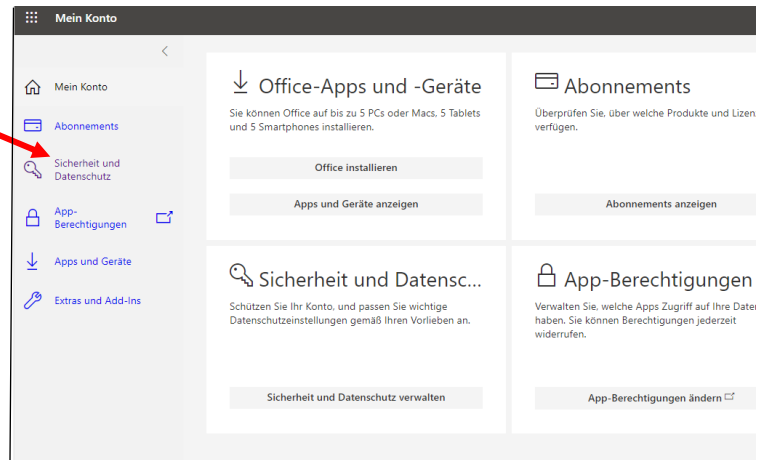 Mein Konto
Mein Konto
Abonnements
Sicherheit und
Datenschutz
App-
Berechtigungen
Apps und Geräte
Extras und Add-Ins
Office-Apps und -Geräte
Sie können Office auf bis zu 5 PCs oder Macs, 5 Tablets
und 5 Smartphones installieren.
Office installieren
Apps und Geräte anzeigen
Abonnements
Überprüfen Sie, über welche Produkte und Lizen
verfügen.
Abonnements anzeigen
Sicherheit und Datensc...
Schützen Sie Ihr Konto, und passen Sie wichtige
Datenschutzeinstellungen gemäß Ihren Vorlieben an.
Sicherheit und Datenschutz verwalten
App-Berechtigungen
Verwalten Sie, welche Apps Zugriff auf Ihre Daten
haben. Sie können Berechtigungen jederzeit
widerrufen.
App-Berechtigungen ändern